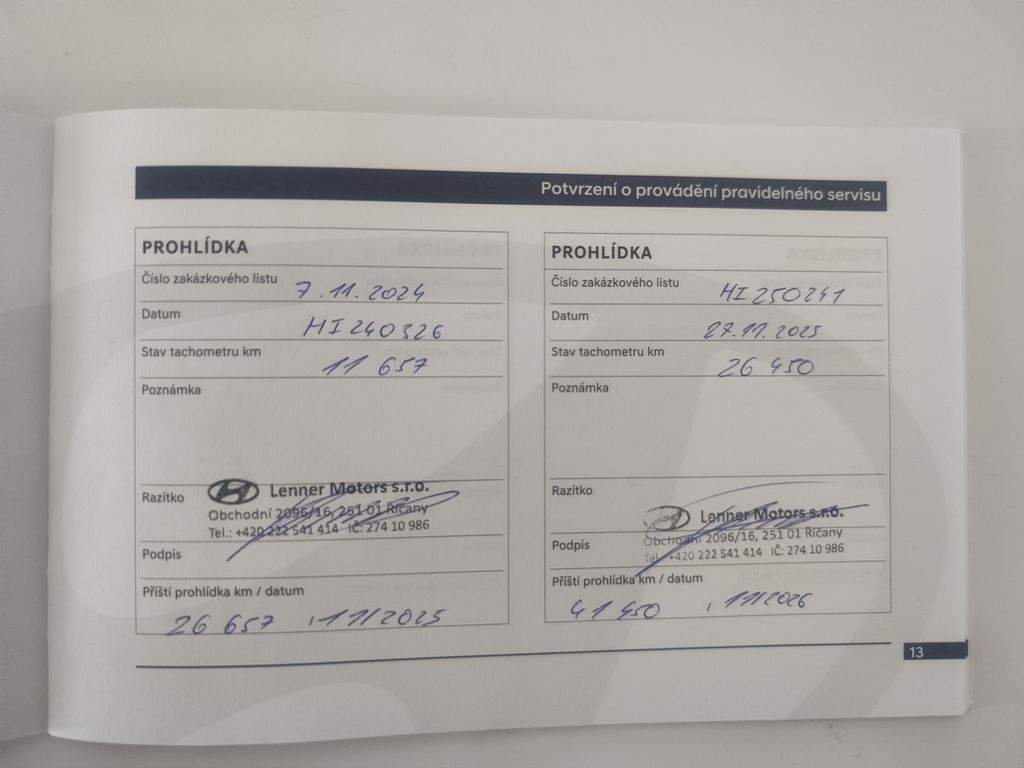 Potvrzení o provádění pravidelného servisu
PROHLÍDKA
Číslo zakázkového listu 7.11.2024
Datum HI240326
Stav tachometru km 11 657
Poznámka
Razítko Lenner Motors s.r.o.
Obchodní 2096/16, 251 01 Říčany
Tel.: +420 222 541 414 IČ: 274 10 986
Podpis
Příští prohlídka km / datum
26 657 , 11/2025
PROHLÍDKA
Číslo zakázkového listu HI250241
Datum 27.11.2025
Stav tachometru km 26 450
Poznámka
Razítko
Lenner Motors s.r.o.
Obchodní 2096/16, 251 01 Říčany
Podpis
Tel.: +420 222 541 414 IČ: 274 10 986
Příští prohlídka km / datum
41 450 , 11/2026
13